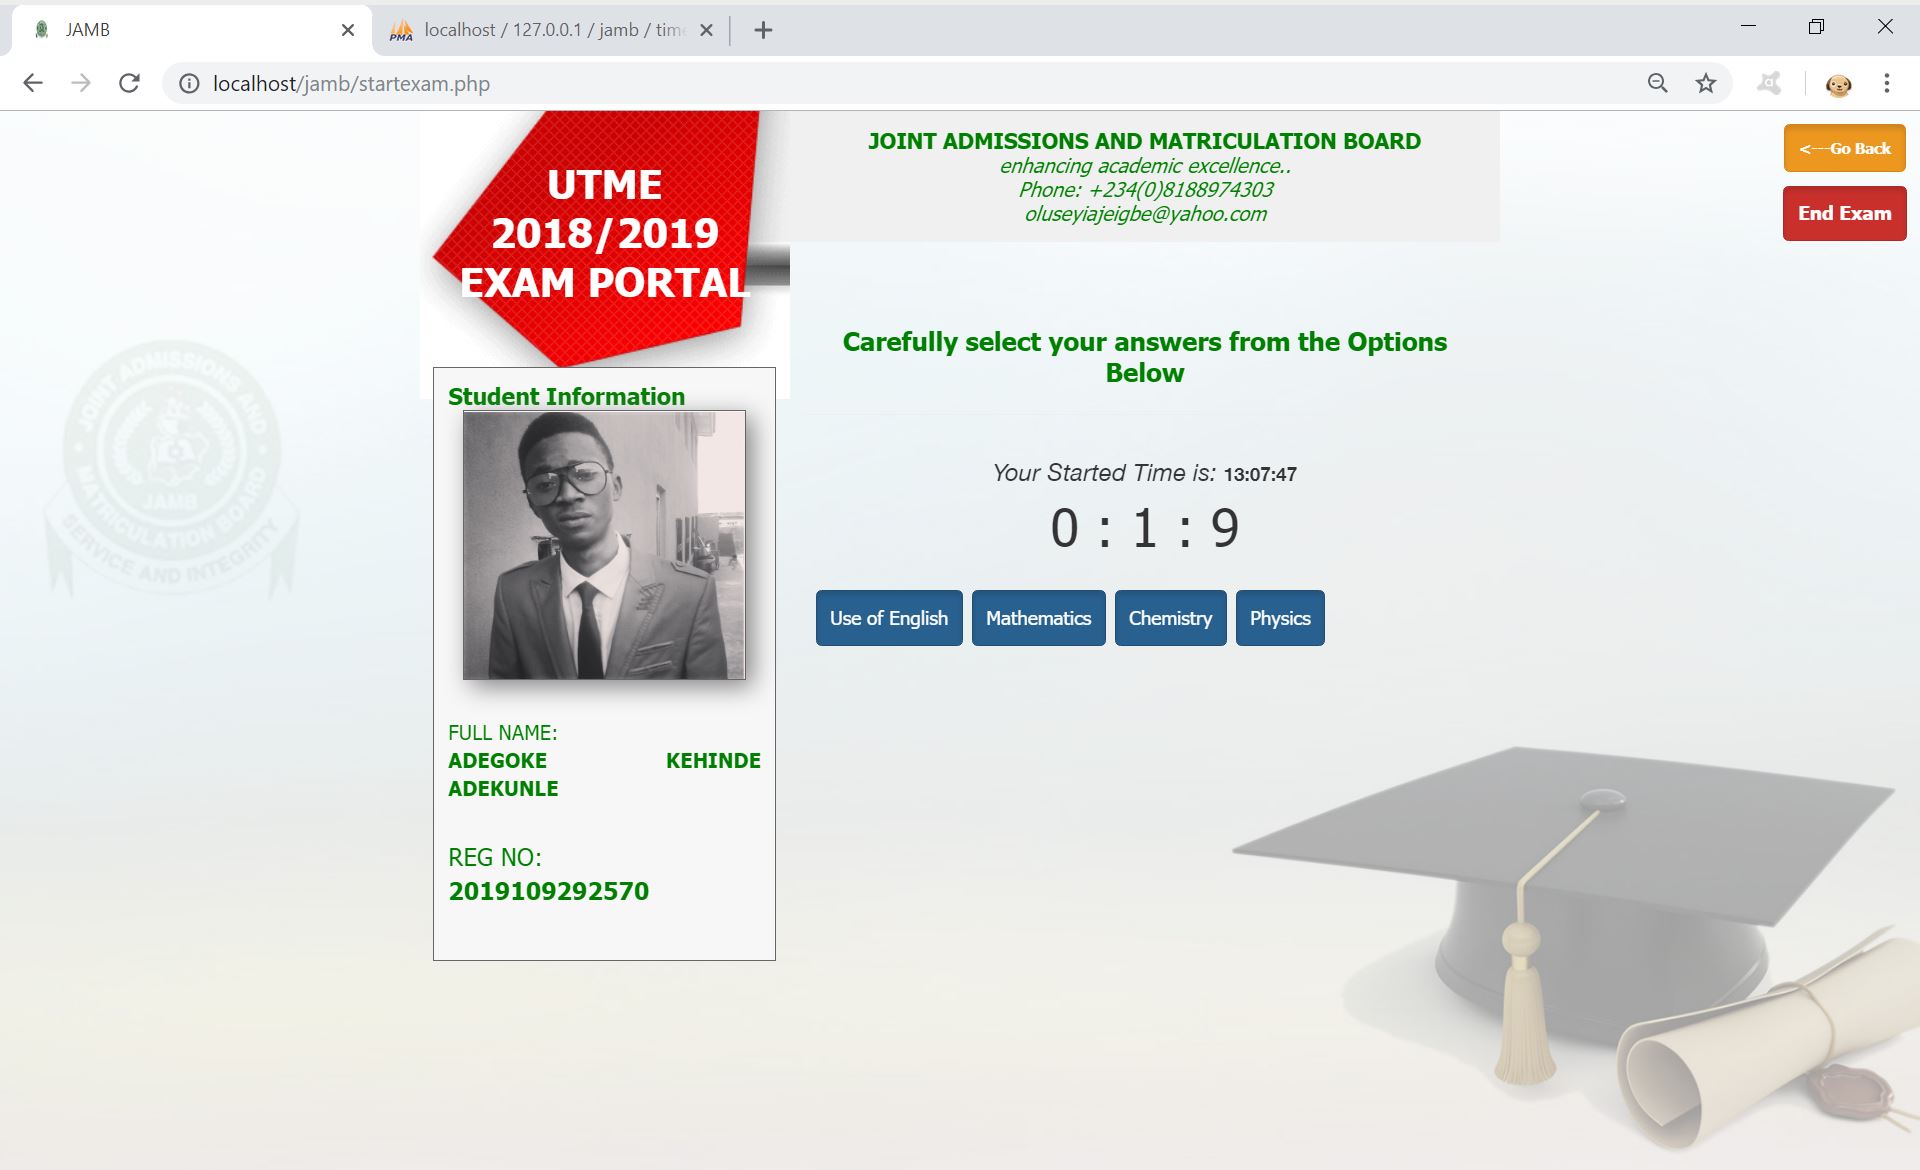 JAMB
localhost / 127.0.0.1 / jamb / time
localhost/jamb/startexam.php
UTME
2018/2019
EXAM PORTAL
JOINT ADMISSIONS AND MATRICULATION BOARD
enhancing academic excellence..
Phone: +234(0)8188974303
oluseyiajeigbe@yahoo.com
<---Go Back
End Exam
JOINT ADMISSIONS AND
MATRICULATION BOARD
JAMB
SERVICE AND INTEGRITY
Student Information
FULL NAME:
ADEGOKE KEHINDE
ADEKUNLE
REG NO:
2019109292570
Carefully select your answers from the Options
Below
Your Started Time is: 13:07:47
0 : 1 : 9
Use of English
Mathematics
Chemistry
Physics